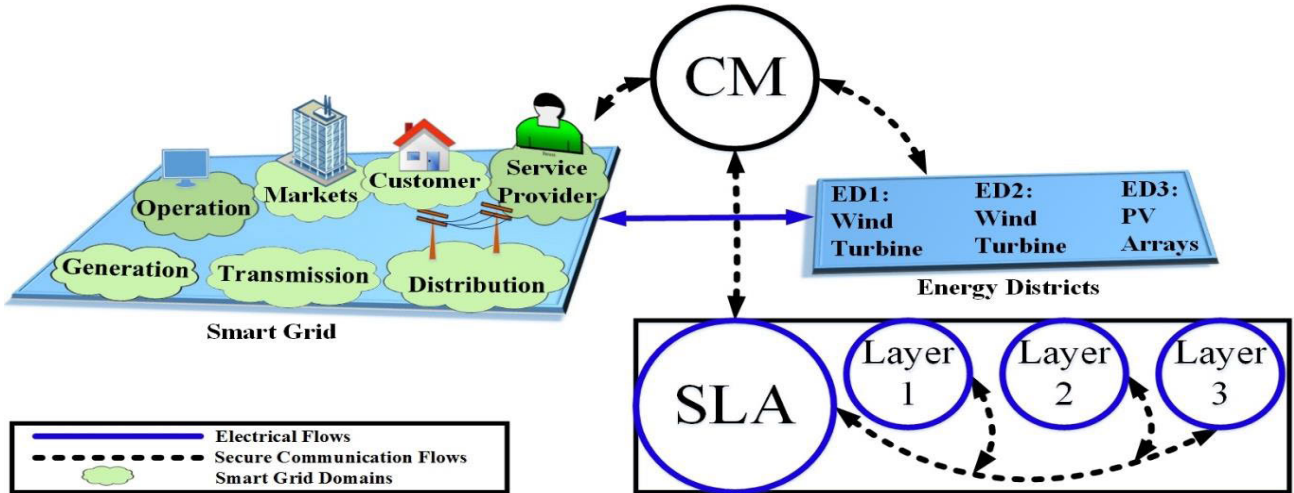 CM
Operation
Markets
Customer
Service
Provider
Generation
Transmission
Distribution
Smart Grid
ED1:
Wind
Turbine
ED2:
Wind
Turbine
ED3:
PV
Arrays
Energy Districts
SLA
Layer
1
Layer
2
Layer
3
Electrical Flows
Secure Communication Flows
Smart Grid Domains